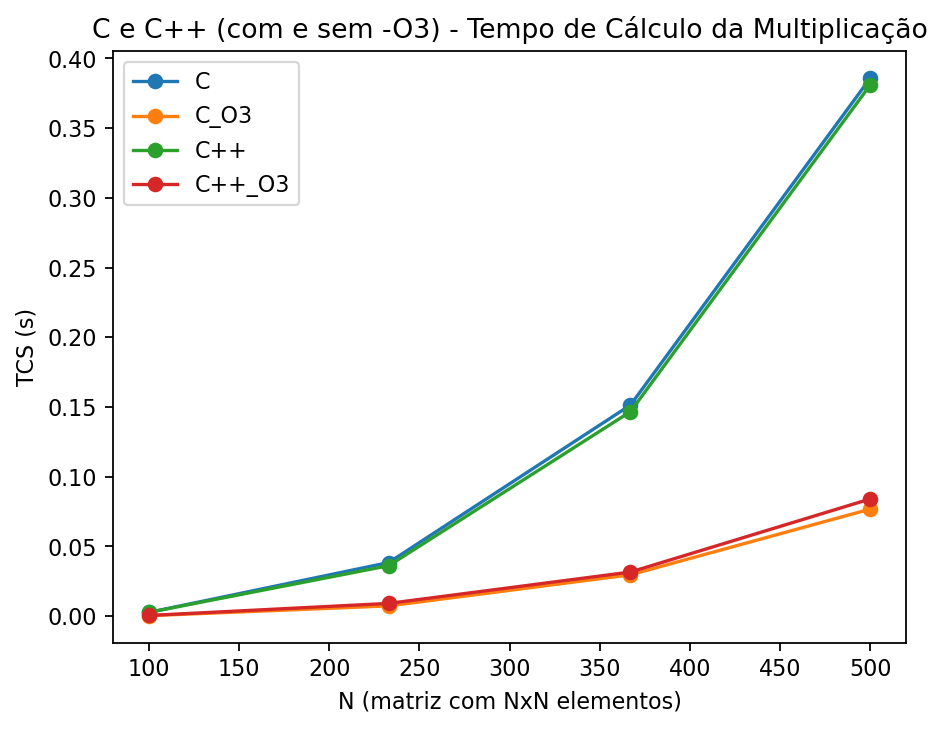 C e C++ (com e sem -O3) - Tempo de Cálculo da Multiplicação
C
C_O3
C++
C++_O3
TCS (s)
0.40
0.35
0.30
0.25
0.20
0.15
0.10
0.05
0.00
100
150
200
250
300
350
400
450
500
N (matriz com NxN elementos)